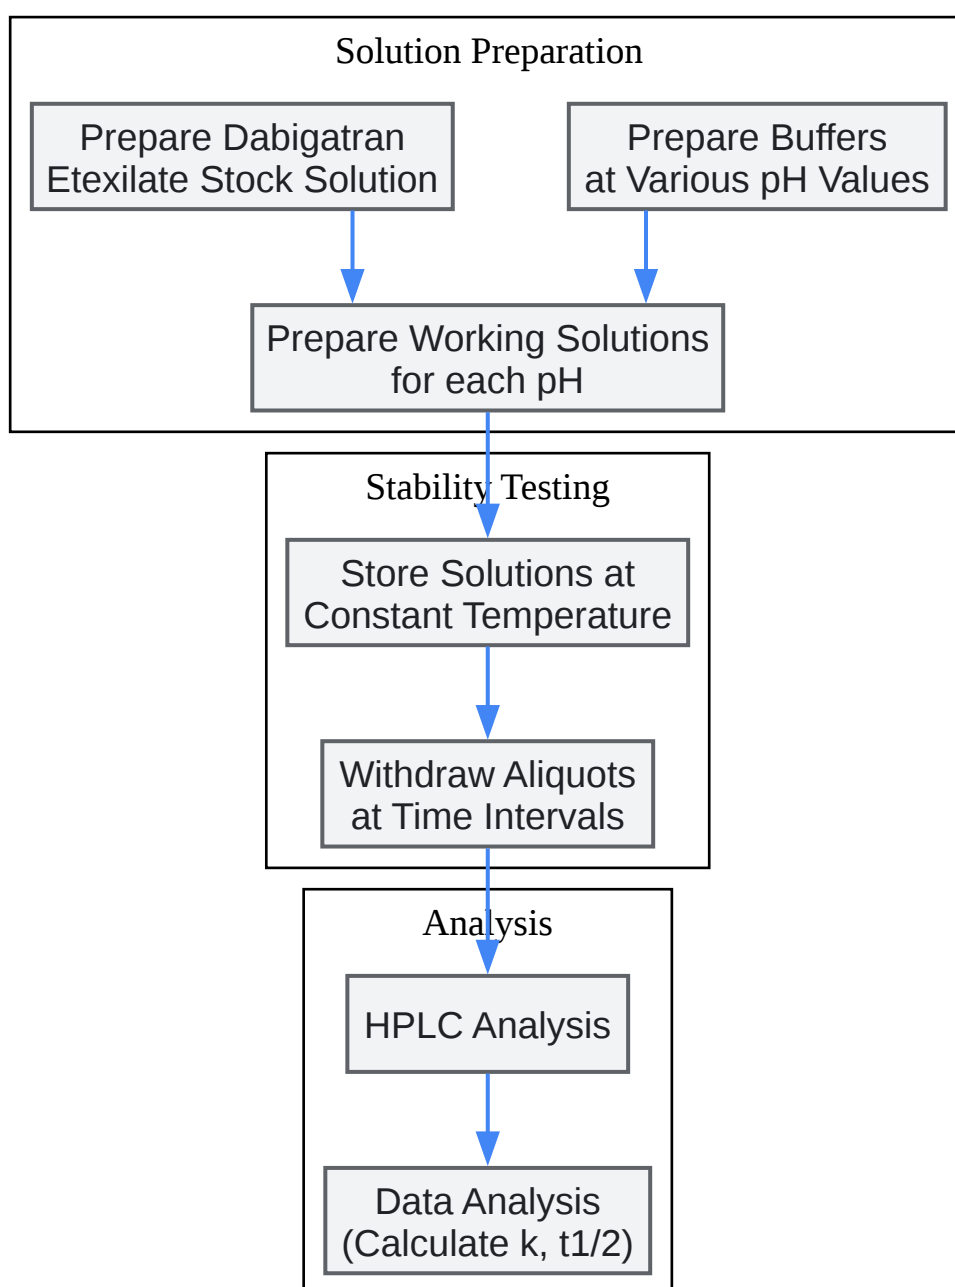 Solution Preparation
Prepare Dabigatran
Etexilate Stock Solution
Prepare Buffers
at Various pH Values
Prepare Working Solutions
for each pH
Stability Testing
Store Solutions at
Constant Temperature
Withdraw Aliquots
at Time Intervals
Analysis
HPLC Analysis
Data Analysis
(Calculate k, t1/2)